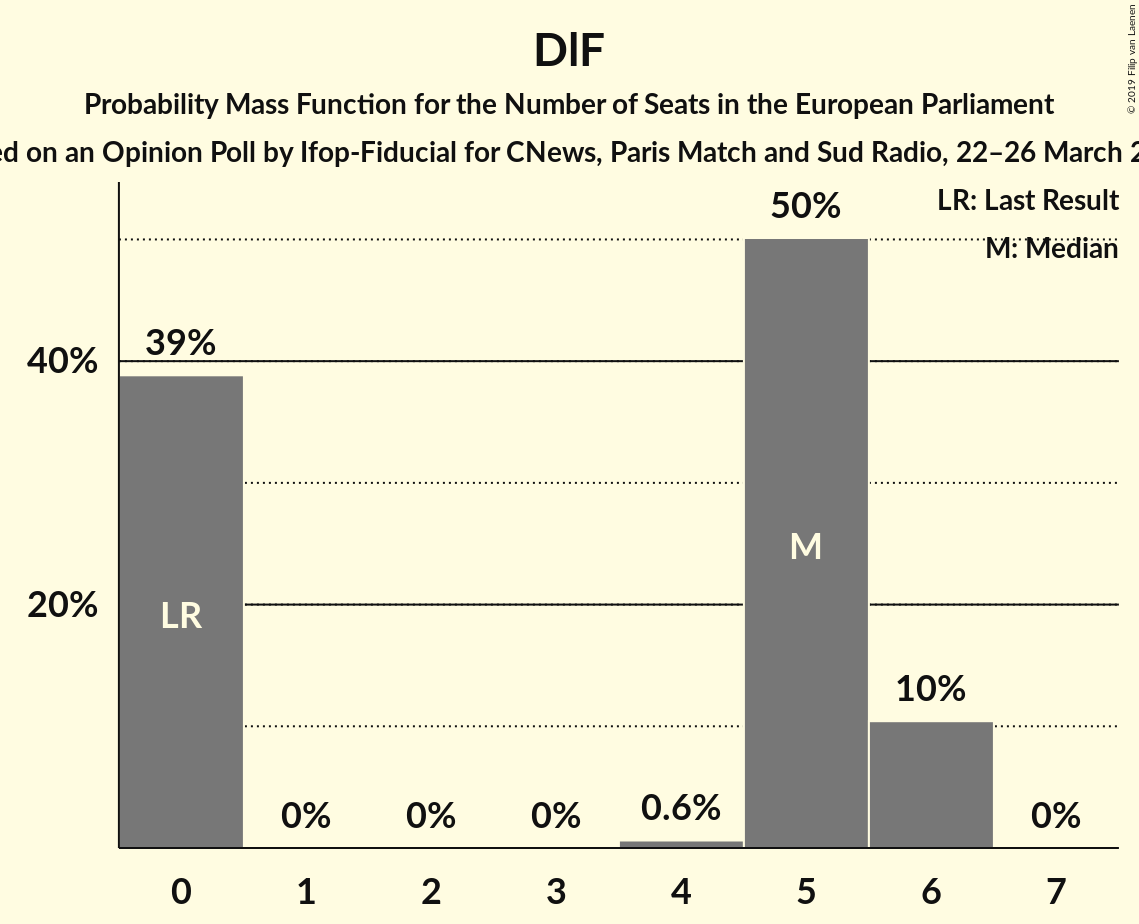 DlF
Probability Mass Function for the Number of Seats in the European Parliament
on an Opinion Poll by Ifop-Fiducial for CNews, Paris Match and Sud Radio, 22–26 March
© 2019 Filip van Laenen
LR: Last Result
M: Median
50%
39%
40%
M
20%
LR
10%
0%
0%
0%
0.6%
0%
0
1
2
3
4
5
6
7